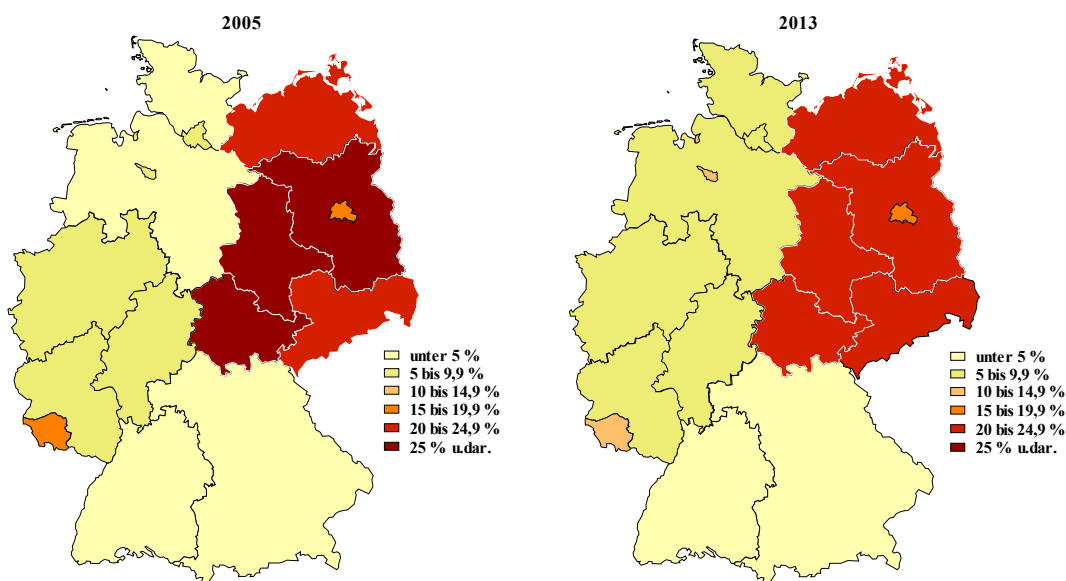 2005
2013
unter 5 %
5 bis 9,9 %
10 bis 14,9 %
15 bis 19,9 %
20 bis 24,9 %
25 % u.dar.
unter 5 %
5 bis 9,9 %
10 bis 14,9 %
15 bis 19,9 %
20 bis 24,9 %
25 % u.dar.